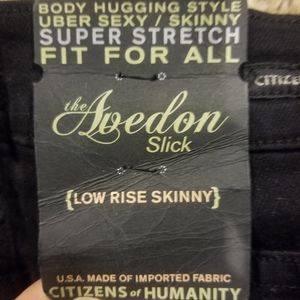 BODY HUGGING STYLE
UBER SEXY / SKINNY
SUPER STRETCH
FIT FOR ALL
CITIZE
the Avedon
Slick
{LOW RISE SKINNY}
U.S.A. MADE OF IMPORTED FABRIC
CITIZENS of HUMANITY